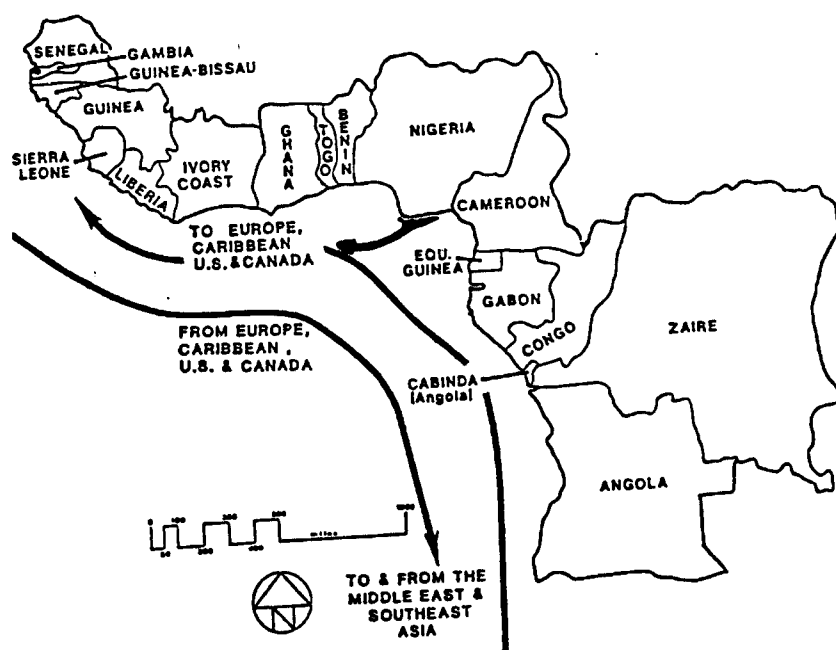 SENEGAL
GAMBIA
GUINEA-BISSAU
GUINEA
SIERRA
LEONE
LIBERIA
IVORY
COAST
GHANA
TOGO
BENIN
NIGERIA
CAMEROON
EQU.
GUINEA
GABON
CONGO
ZAIRE
CABINDA
(Angola)
ANGOLA
TO EUROPE,
CARIBBEAN
U.S. & CANADA
FROM EUROPE,
CARIBBEAN,
U.S. & CANADA
0
miles
N
TO & FROM THE
MIDDLE EAST &
SOUTHEAST
ASIA